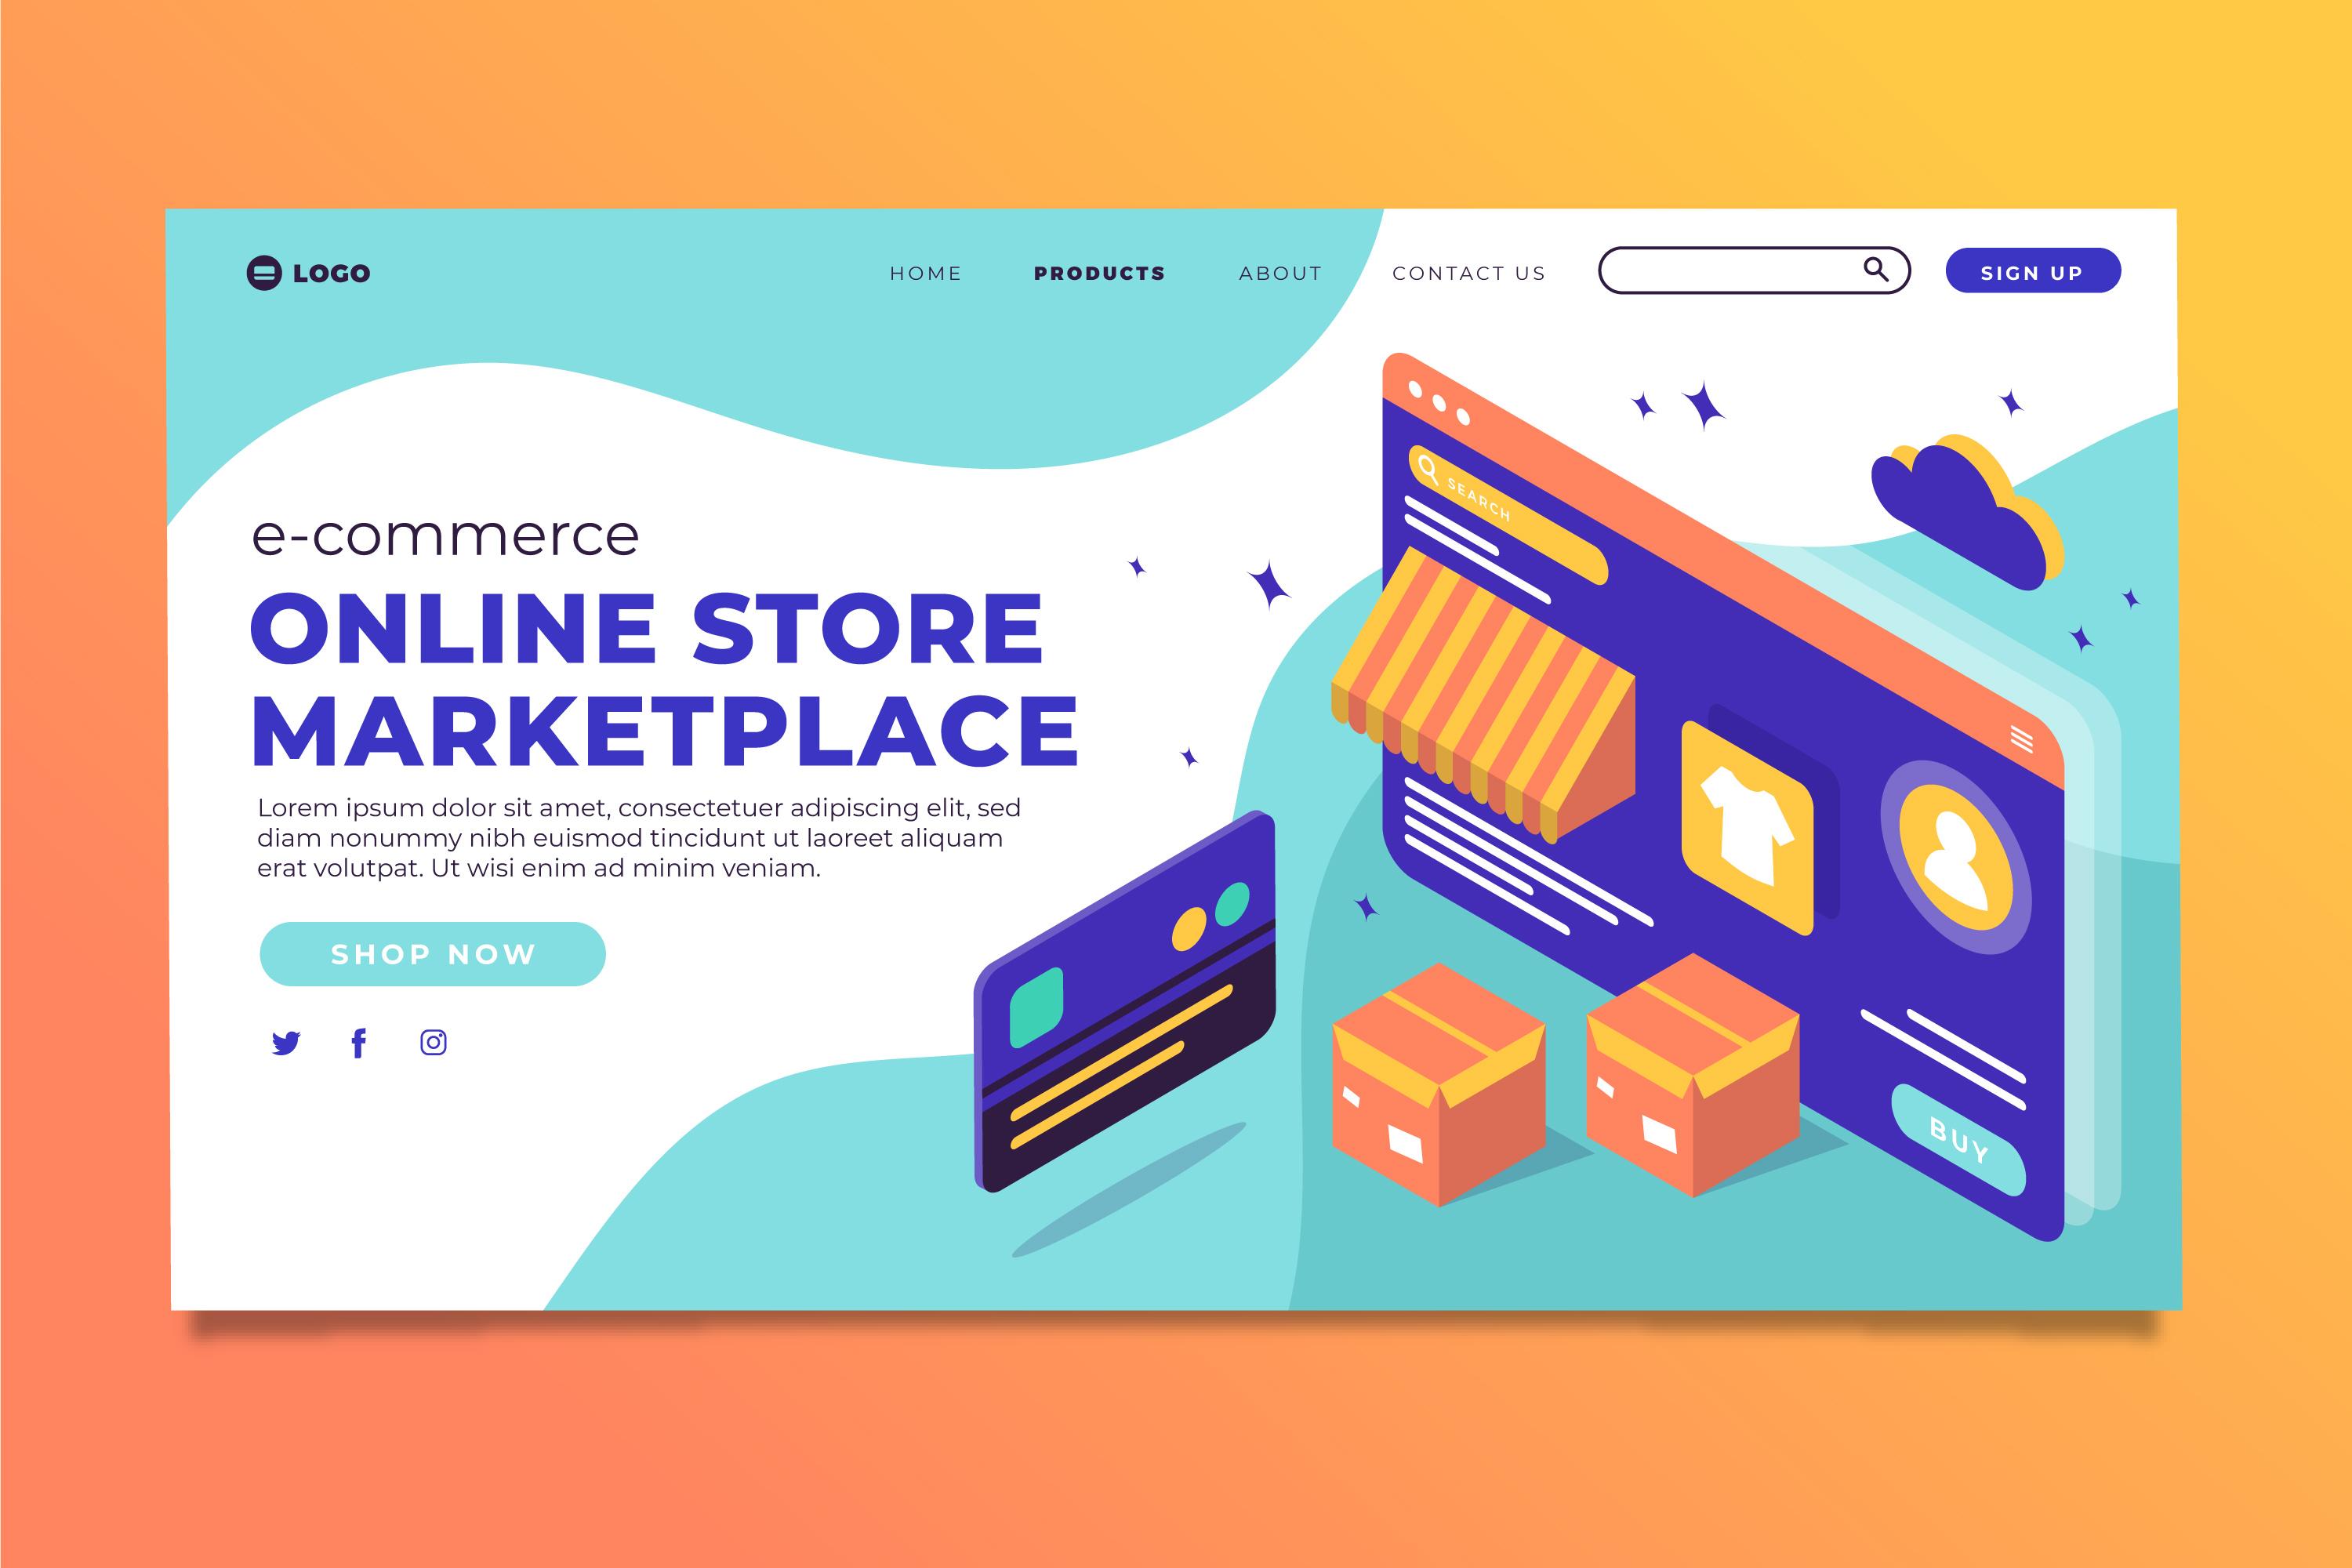 LOGO
HOME PRODUCTS ABOUT CONTACT US SIGN UP
e-commerce
ONLINE STORE
MARKETPLACE
Lorem ipsum dolor sit amet, consectetuer adipiscing elit, sed
diam nonummy nibh euismod tincidunt ut laoreet aliquam
erat volutpat. Ut wisi enim ad minim veniam.
SHOP NOW
SEARCH
BUY